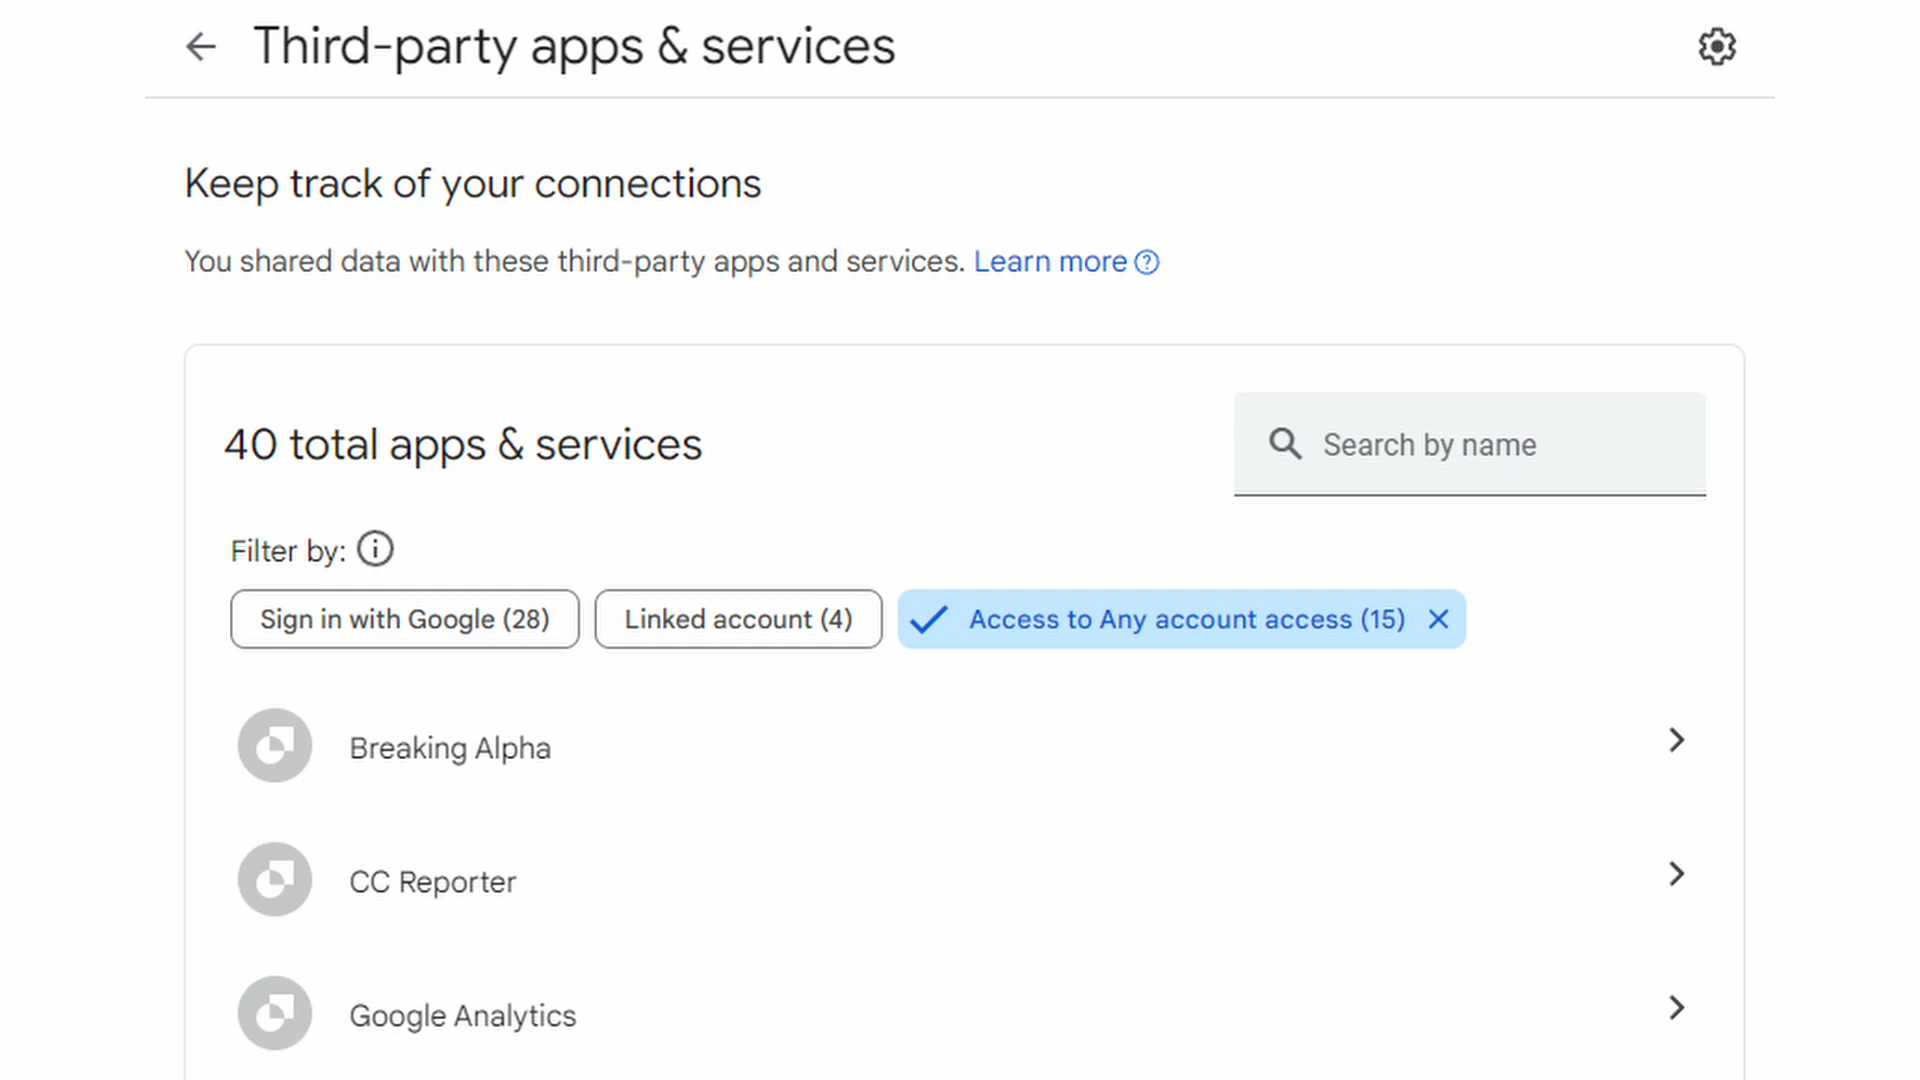 Third-party apps & services
Keep track of your connections
You shared data with these third-party apps and services. Learn more
40 total apps & services
Search by name
Filter by:
Sign in with Google (28)
Linked account (4)
Access to Any account access (15)
Breaking Alpha
CC Reporter
Google Analytics